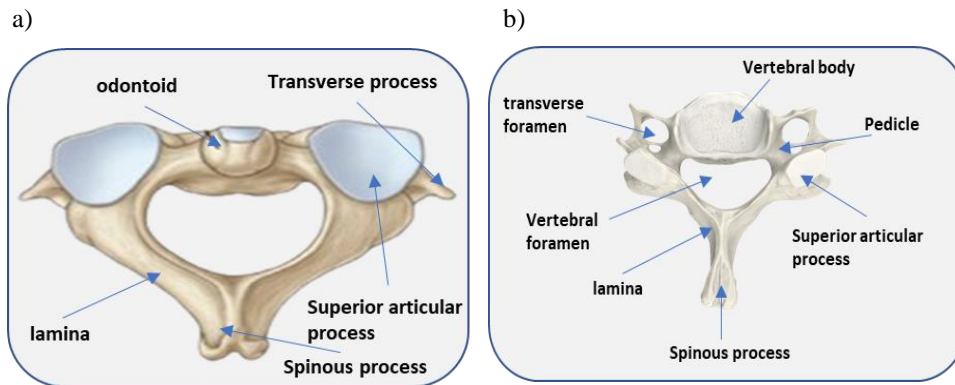 a)
odontoid
Transverse process
lamina
Superior articular
process
Spinous process
b)
Vertebral body
transverse
foramen
Pedicle
Vertebral
foramen
Superior articular
process
lamina
Spinous process